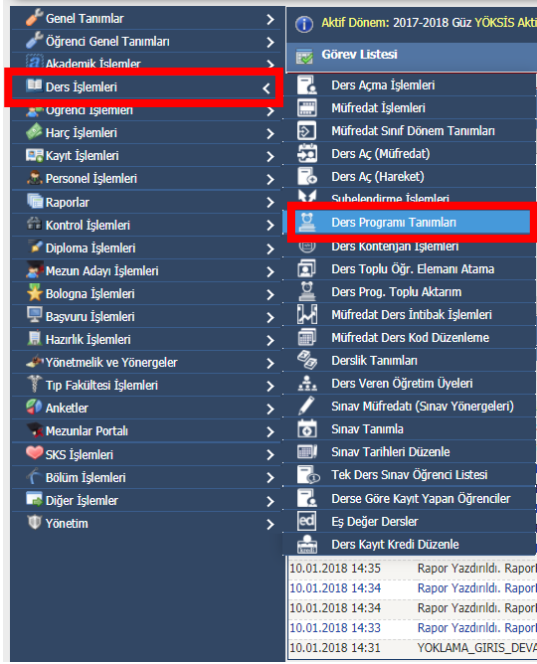 Genel Tanımlar
Öğrenci Genel Tanımları
Akademik İşlemler
Ders İşlemleri
Öğrenci İşlemleri
Harç İşlemleri
Kayıt İşlemleri
Personel İşlemleri
Raporlar
Kontrol İşlemleri
Diploma İşlemleri
Mezun Adayı İşlemleri
Bologna İşlemleri
Başvuru İşlemleri
Hazırlık İşlemleri
Yönetmelik ve Yönergeler
Tıp Fakültesi İşlemleri
Anketler
Mezunlar Portalı
SKS İşlemleri
Bölüm İşlemleri
Diğer İşlemler
Yönetim
Aktif Dönem: 2017-2018 Güz YÖKSİS Akti
Görev Listesi
Ders Açma İşlemleri
Müfredat İşlemleri
Müfredat Sınıf Dönem Tanımları
Ders Aç (Müfredat)
Ders Aç (Hareket)
Şubelendirme İşlemleri
Ders Programı Tanımları
Ders Kontenjan İşlemleri
Ders Toplu Öğr. Elemanı Atama
Ders Prog. Toplu Aktarım
Müfredat Ders İntibak İşlemleri
Müfredat Ders Kod Düzenleme
Derslik Tanımları
Ders Veren Öğretim Üyeleri
Sınav Müfredatı (Sınav Yönergeleri)
Sınav Tanımla
Sınav Tarihleri Düzenle
Tek Ders Sınav Öğrenci Listesi
Derse Göre Kayıt Yapan Öğrenciler
ed Eş Değer Dersler
Ders Kayıt Kredi Düzenle
10.01.2018 14:35 Rapor Yazdırıldı. Raporl
10.01.2018 14:34 Rapor Yazdırıldı. Raporl
10.01.2018 14:34 Rapor Yazdırıldı. Raporl
10.01.2018 14:33 Rapor Yazdırıldı. Raporl
10.01.2018 14:31 YOKLAMA_GIRIS_DEVA